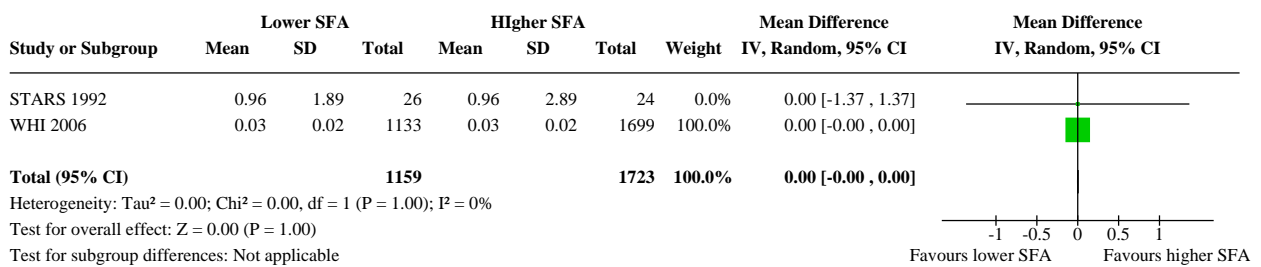 Lower SFA HIgher SFA Mean Difference Mean Difference
Study or Subgroup Mean SD Total Mean SD Total Weight IV, Random, 95% CI IV, Random, 95% CI
STARS 1992 0.96 1.89 26 0.96 2.89 24 0.0% 0.00 [-1.37 , 1.37]
WHI 2006 0.03 0.02 1133 0.03 0.02 1699 100.0% 0.00 [-0.00 , 0.00]
Total (95% CI) 1159 1723 100.0% 0.00 [-0.00 , 0.00]
Heterogeneity: Tau² = 0.00; Chi² = 0.00, df = 1 (P = 1.00); I² = 0%
Test for overall effect: Z = 0.00 (P = 1.00)
-1 -0.5 0 0.5 1
Test for subgroup differences: Not applicable
Favours lower SFA Favours higher SFA